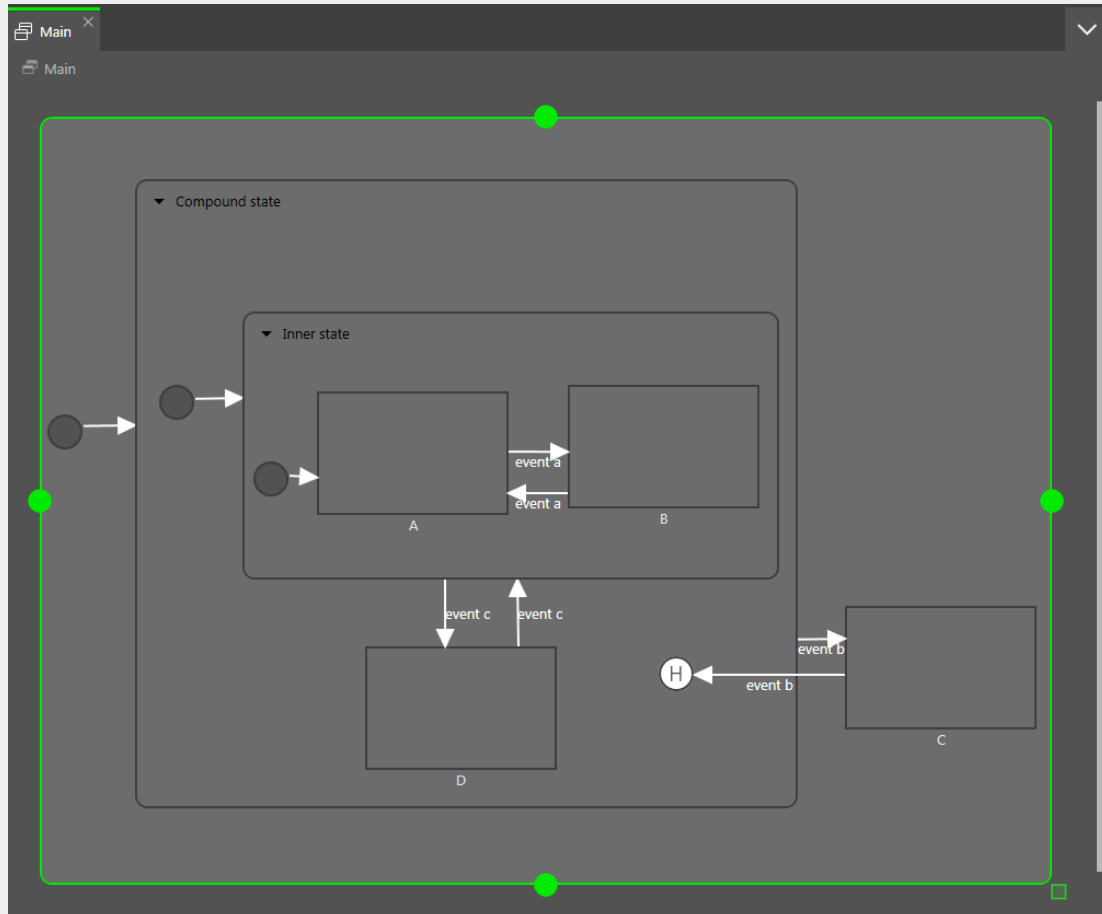 Main
Main
Compound state
Inner state
event a
event a
A
B
event c
event c
event b
H
event b
C
D